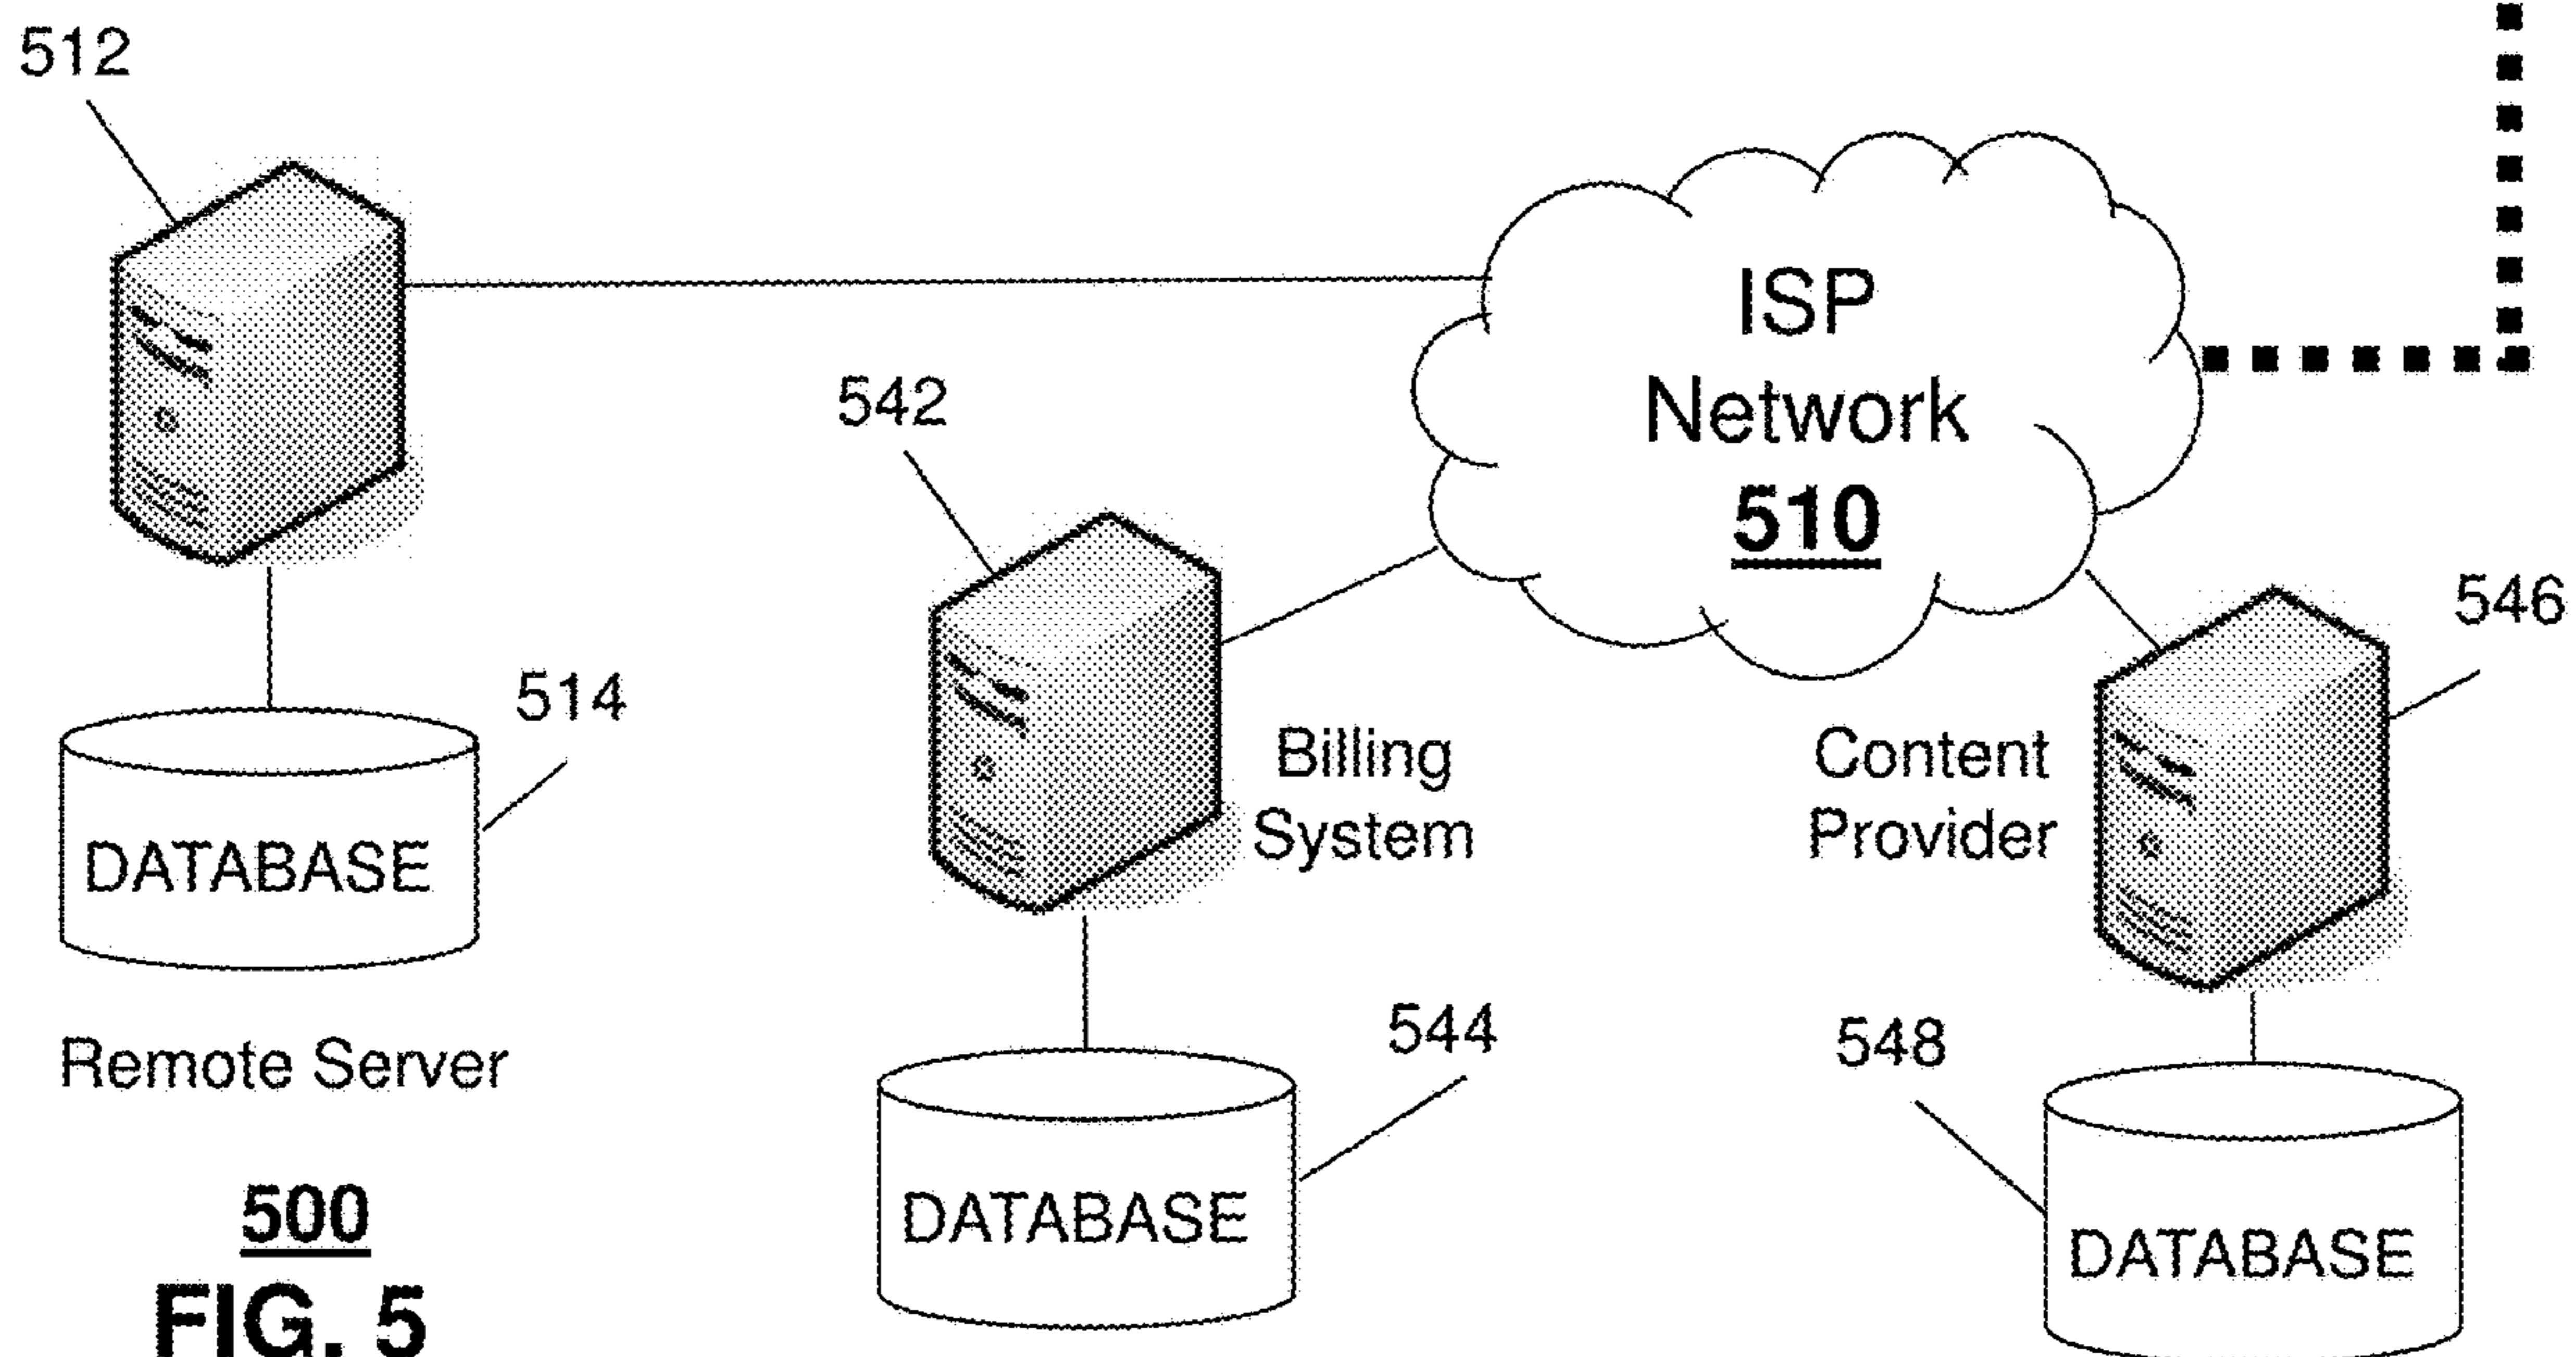 512
ISP
Network
510
542
546
514
Billing
System
Content
Provider
DATABASE
Remote Server
544
548
500
DATABASE
DATABASE
FIG. 5